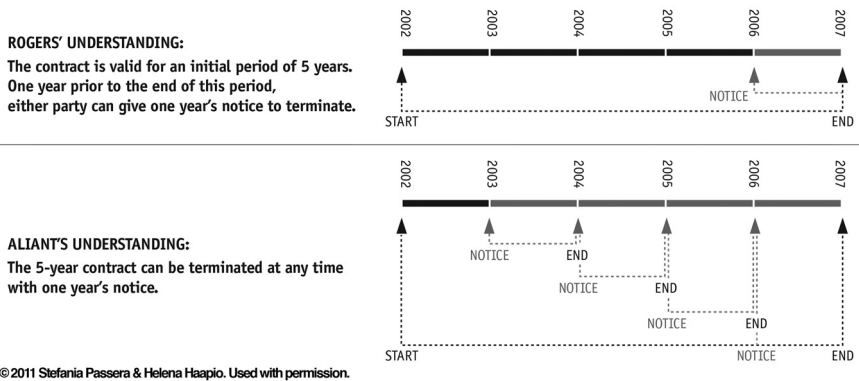 2002 2003 2004 2005 2006 2007
ROGERS' UNDERSTANDING:
The contract is valid for an initial period of 5 years.
One year prior to the end of this period,
either party can give one year's notice to terminate.
NOTICE
START END
2002 2003 2004 2005 2006 2007
ALIANT'S UNDERSTANDING:
The 5-year contract can be terminated at any time
with one year's notice.
NOTICE END
NOTICE END
NOTICE END
START NOTICE END
© 2011 Stefania Passera & Helena Haapio. Used with permission.